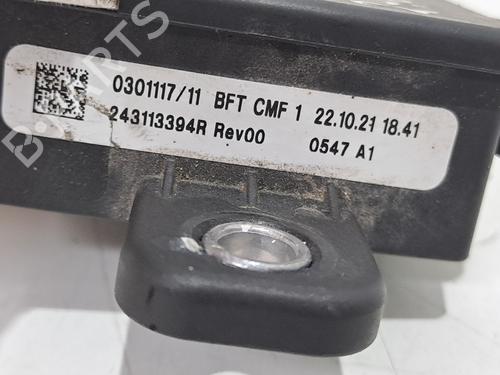 0301117/11 BFT CMF 1 22.10.21 18.41
243113394R Rev00 0547 A1